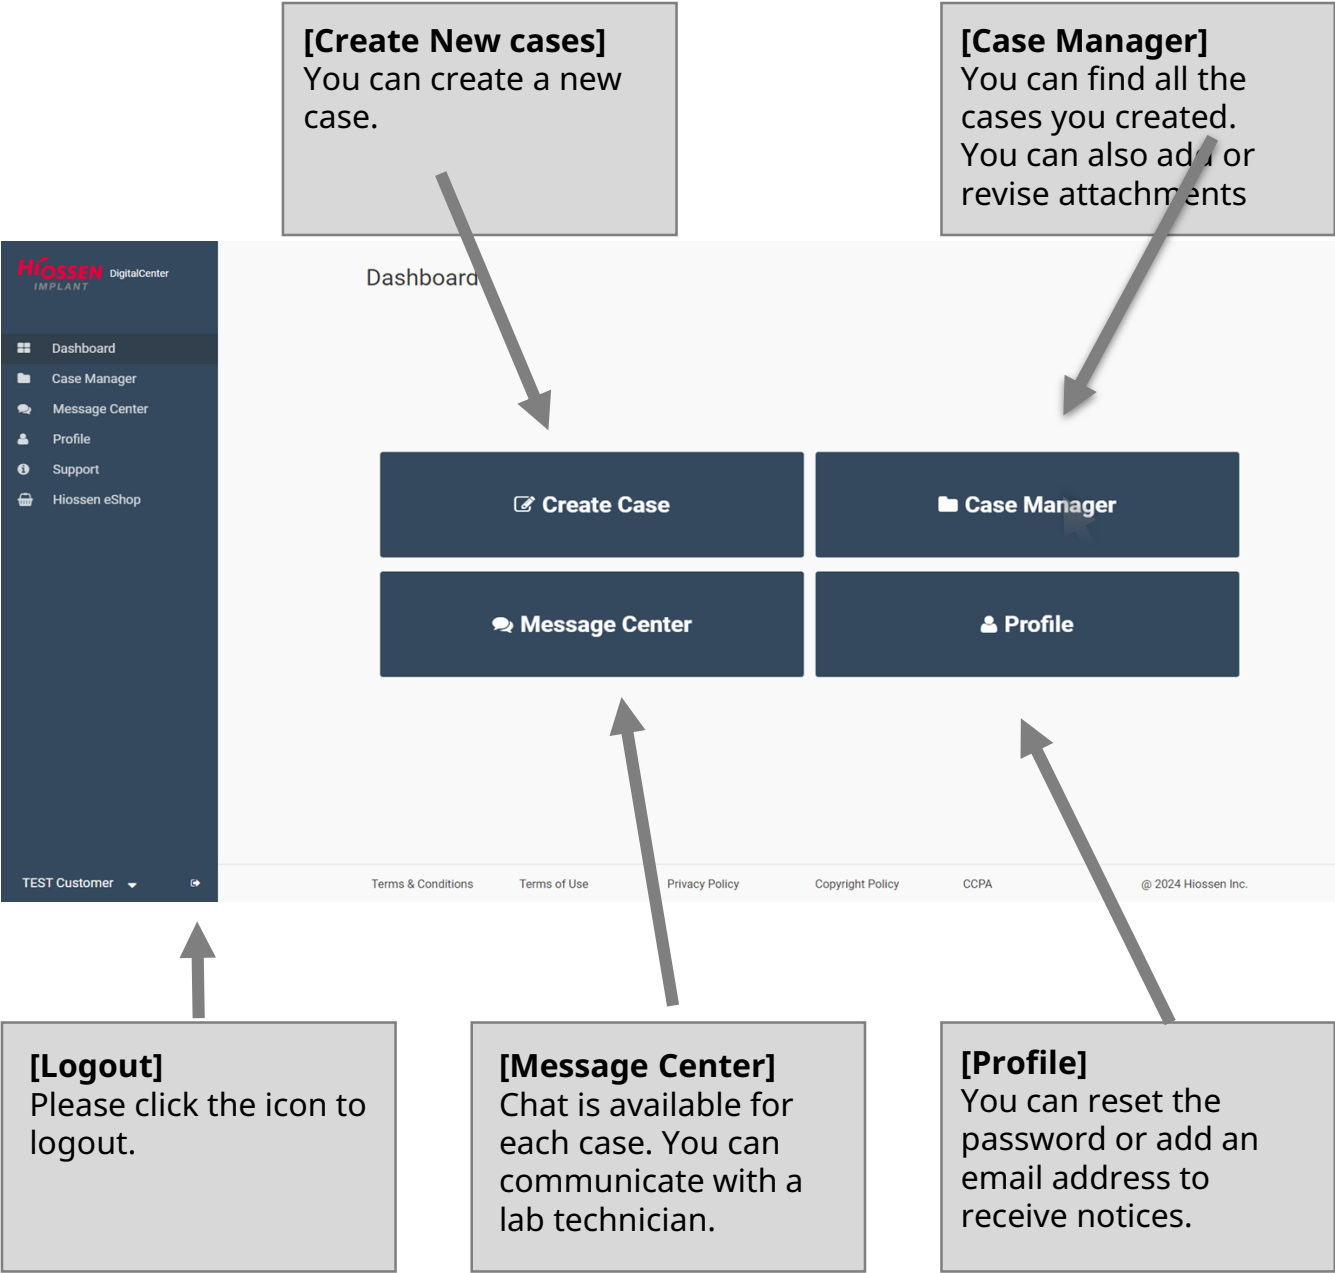 [Create New cases]
You can create a new
case.
[Case Manager]
You can find all the
cases you created.
You can also add or
revise attachments
HIOSSEN DigitalCenter
IMPLANT
Dashboard
Dashboard
Case Manager
Message Center
Profile
Support
Hiossen eShop
Create Case
Case Manager
Message Center
Profile
TEST Customer
Terms & Conditions
Terms of Use
Privacy Policy
Copyright Policy
CCPA
@ 2024 Hiossen Inc.
[Logout]
Please click the icon to
logout.
[Message Center]
Chat is available for
each case. You can
communicate with a
lab technician.
[Profile]
You can reset the
password or add an
email address to
receive notices.